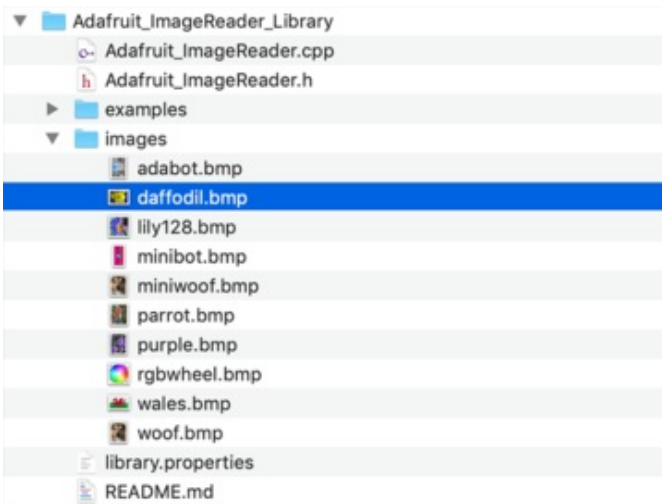 Adafruit_ImageReader_Library
Adafruit_ImageReader.cpp
Adafruit_ImageReader.h
examples
images
adabot.bmp
daffodil.bmp
lily128.bmp
minibot.bmp
miniwoof.bmp
parrot.bmp
purple.bmp
rgbwheel.bmp
wales.bmp
woof.bmp
library.properties
README.md